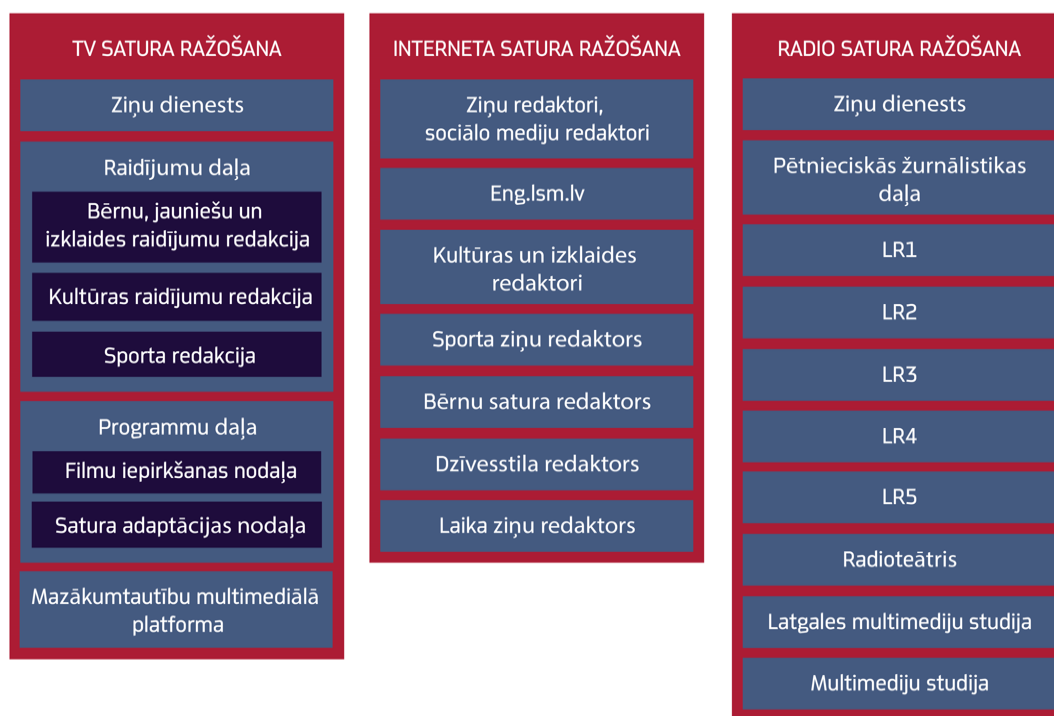 TV SATURA RAŽOŠANA
Ziņu dienests
Raidījumu daļa
Bērnu, jauniešu un
izklaides raidījumu redakcija
Kultūras raidījumu redakcija
Sporta redakcija
Programmu daļa
Filmu iepirkšanas nodaļa
Satura adaptācijas nodaļa
Mazākumtautību multimediālā
platforma
INTERNETA SATURA RAŽOŠANA
Ziņu redaktori,
sociālo mediju redaktori
Eng.lsm.lv
Kultūras un izklaides
redaktori
Sporta ziņu redaktors
Bērnu satura redaktors
Dzīvesstila redaktors
Laika ziņu redaktors
RADIO SATURA RAŽOŠANA
Ziņu dienests
Pētnieciskās žurnālistikas
daļa
LR1
LR2
LR3
LR4
LR5
Radioteātris
Latgales multimediju studija
Multimediju studija